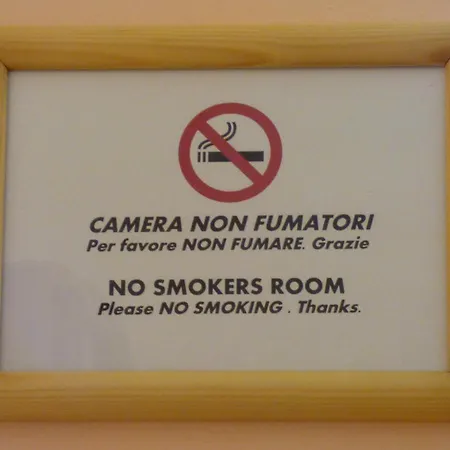 CAMERA NON FUMATORI
Per favore NON FUMARE. Grazie
NO SMOKERS ROOM
Please NO SMOKING . Thanks.